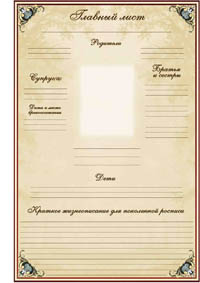 Главный лист
Родители
Супруг(и)
Братья
и сестры
Дата и место
бракосочетания
Дети
Краткое жизнеописание для поколенной росписи